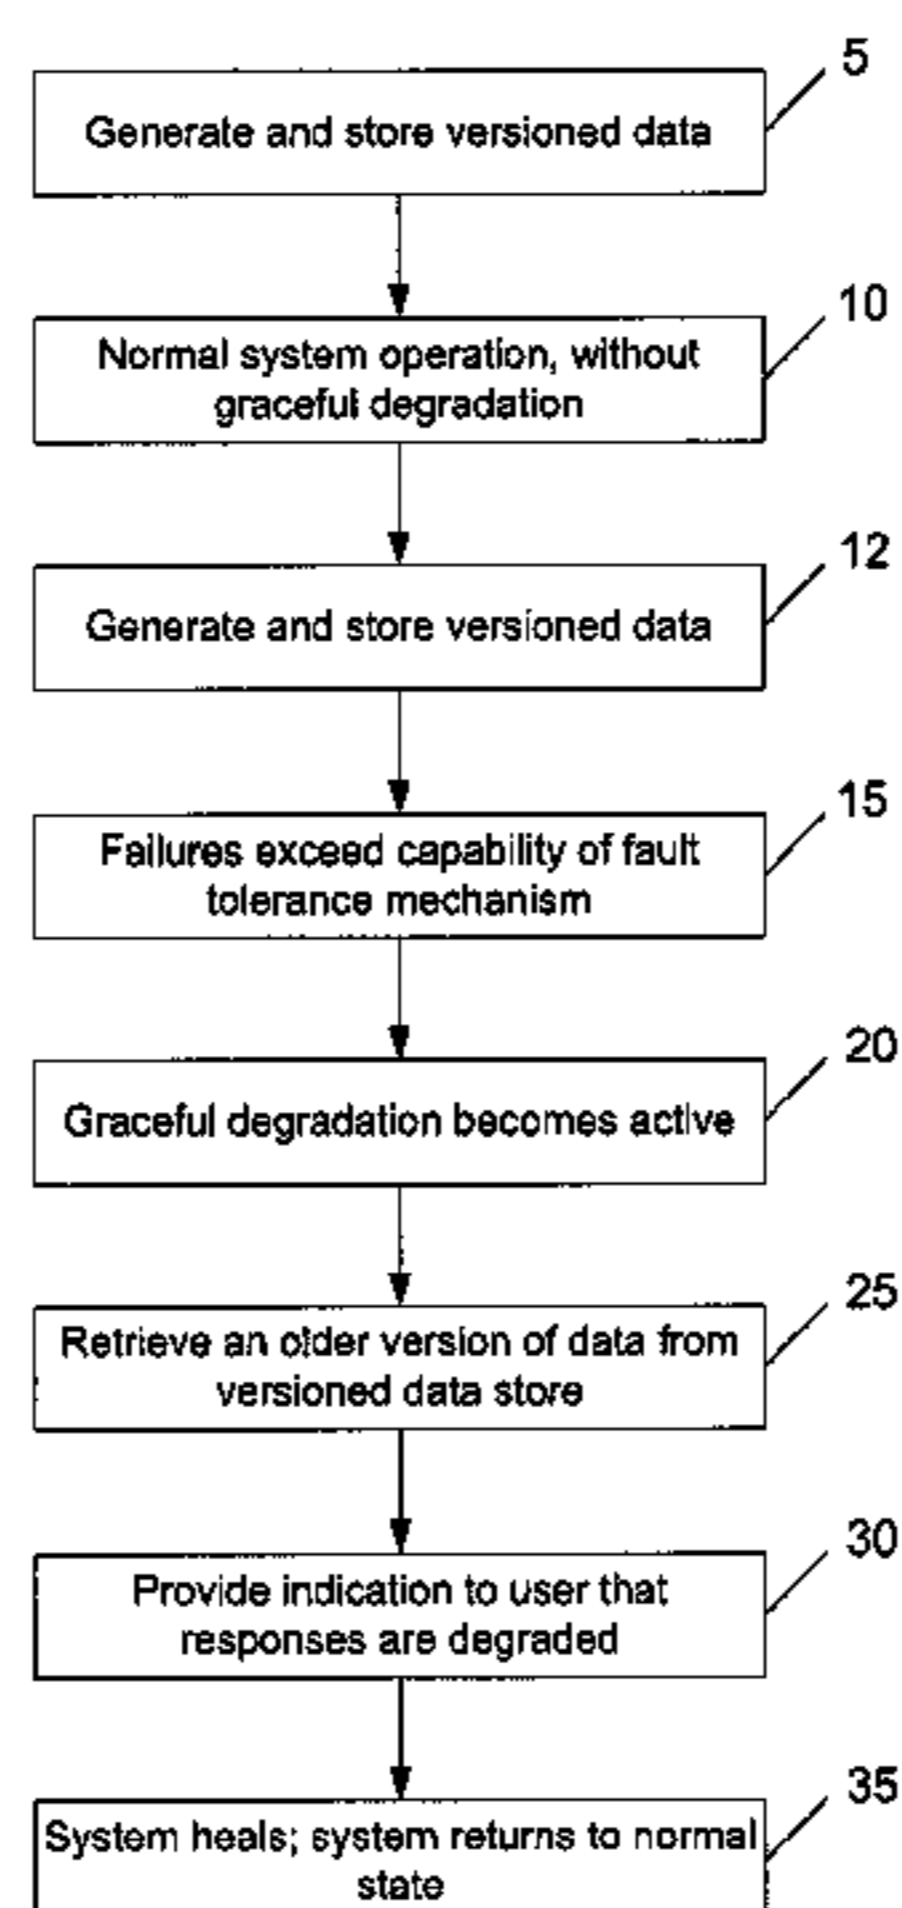 5
Generate and store versioned data
10
Normal system operation, without
graceful degradation
12
Generate and store versioned data
15
Failures exceed capability of fault
tolerance mechanism
20
Graceful degradation becomes active
25
Retrieve an older version of data from
versioned data store
30
Provide indication to user that
responses are degraded
35
System heals; system returns to normal
state